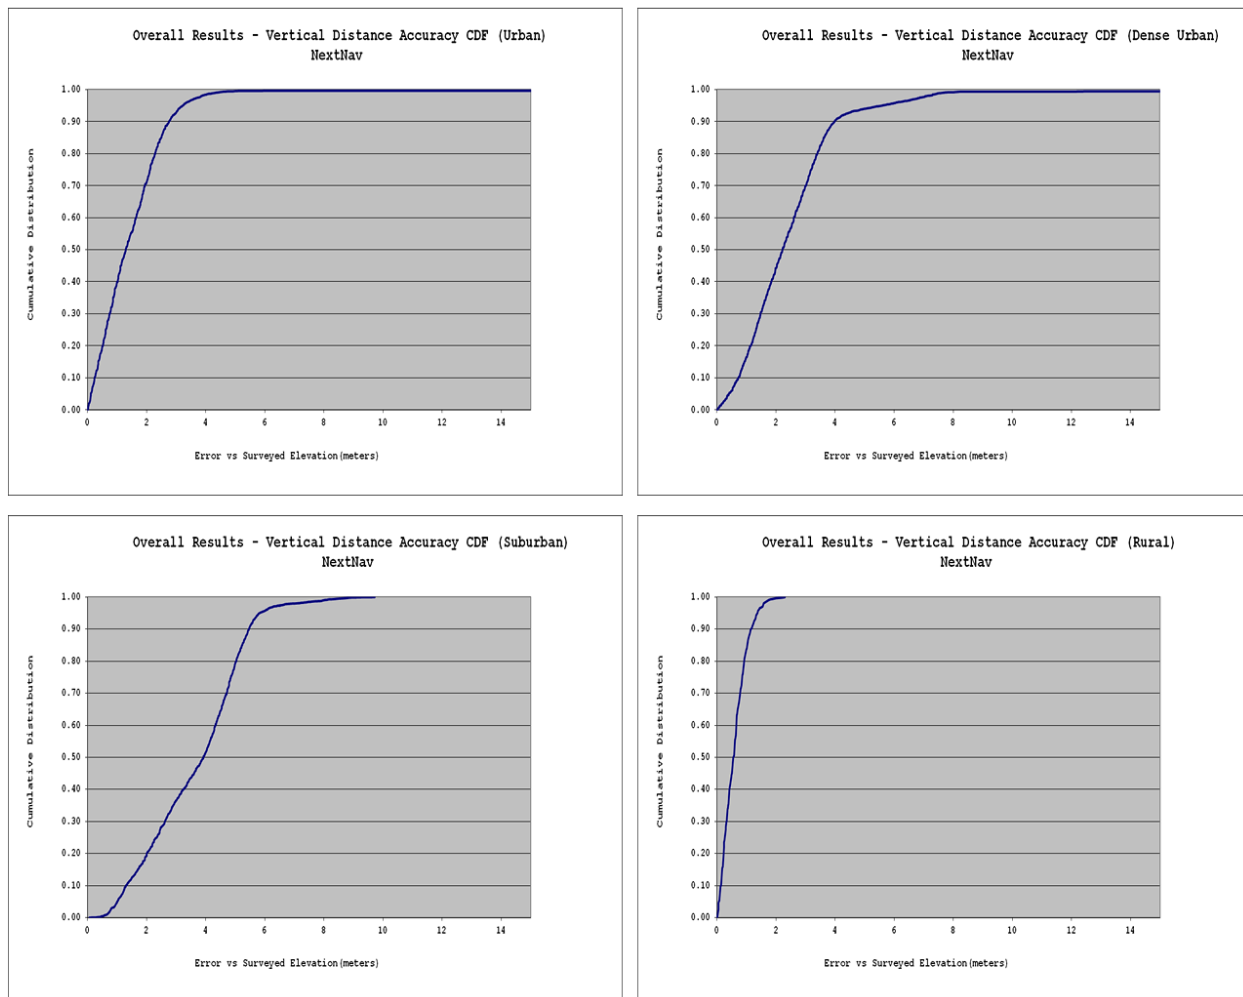 Overall Results - Vertical Distance Accuracy CDF (Urban)
NextNav
1.00
0.90
0.80
0.70
0.60
0.50
0.40
0.30
0.20
0.10
0.00
Cumulative Distribution
0 2 4 6 8 10 12 14
Error vs Surveyed Elevation(meters)
Overall Results - Vertical Distance Accuracy CDF (Dense Urban)
NextNav
1.00
0.90
0.80
0.70
0.60
0.50
0.40
0.30
0.20
0.10
0.00
Cumulative Distribution
0 2 4 6 8 10 12 14
Error vs Surveyed Elevation(meters)
Overall Results - Vertical Distance Accuracy CDF (Suburban)
NextNav
1.00
0.90
0.80
0.70
0.60
0.50
0.40
0.30
0.20
0.10
0.00
Cumulative Distribution
0 2 4 6 8 10 12 14
Error vs Surveyed Elevation(meters)
Overall Results - Vertical Distance Accuracy CDF (Rural)
NextNav
1.00
0.90
0.80
0.70
0.60
0.50
0.40
0.30
0.20
0.10
0.00
Cumulative Distribution
0 2 4 6 8 10 12 14
Error vs Surveyed Elevation(meters)